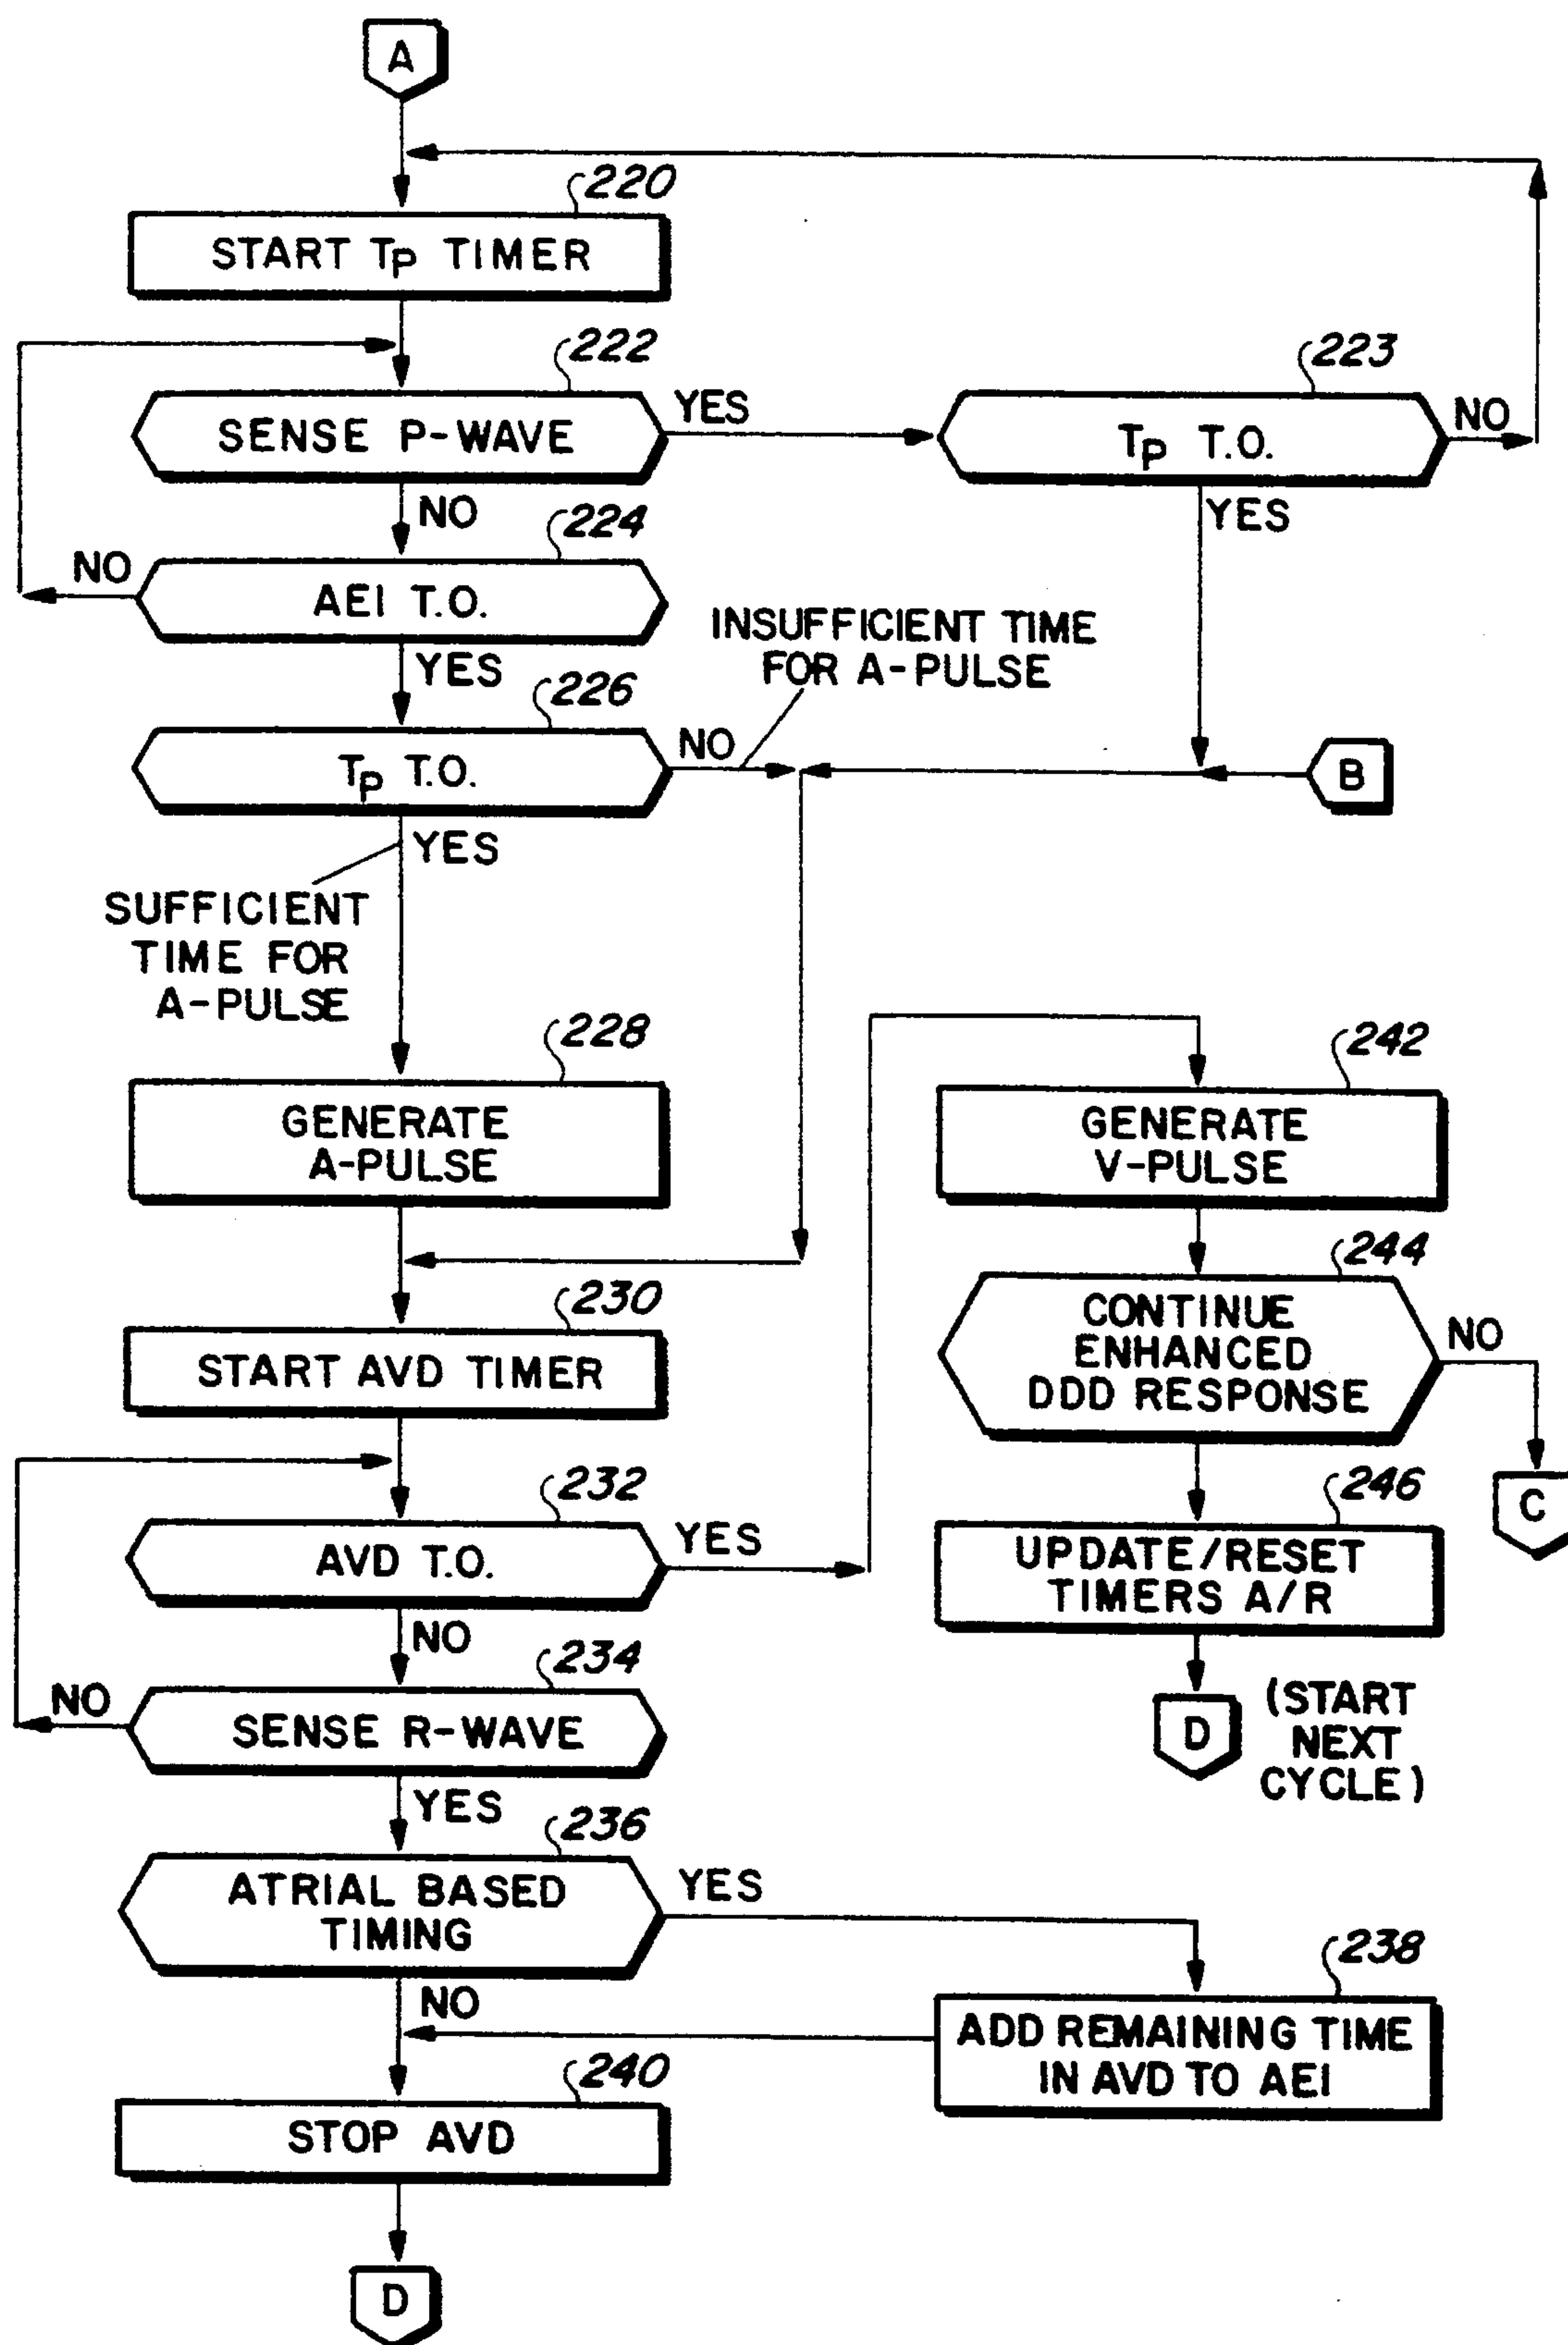 A
220
START TP TIMER
222
SENSE P-WAVE
YES
223
TP T.O.
NO
YES
NO
224
AEI T.O.
NO
YES
INSUFFICIENT TIME
FOR A-PULSE
226
TP T.O.
NO
B
YES
SUFFICIENT
TIME FOR
A-PULSE
228
GENERATE
A-PULSE
242
GENERATE
V-PULSE
244
CONTINUE
ENHANCED
DDD RESPONSE
NO
C
230
START AVD TIMER
232
AVD T.O.
YES
246
UPDATE/RESET
TIMERS A/R
NO
234
SENSE R-WAVE
NO
D
(START
NEXT
CYCLE)
YES
236
ATRIAL BASED
TIMING
YES
238
ADD REMAINING TIME
IN AVD TO AEI
NO
240
STOP AVD
D